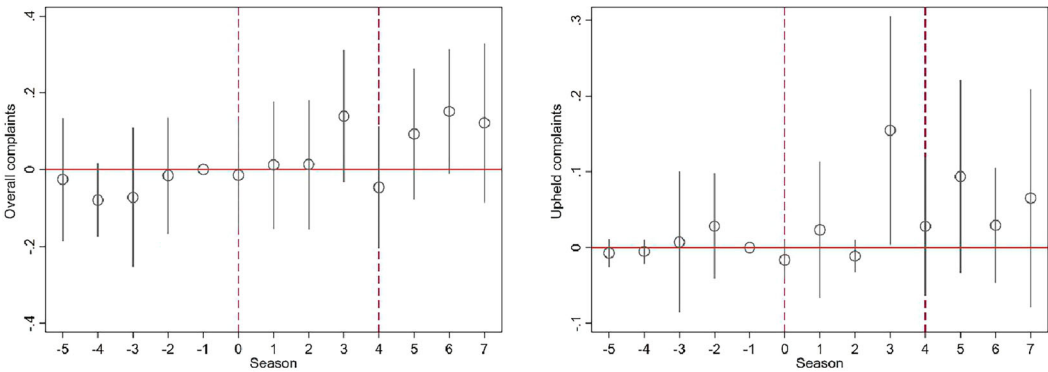 Overall complaints
.4
.2
0
-.2
-.4
-5 -4 -3 -2 -1 0 1 2 3 4 5 6 7
Season
Upheld complaints
.3
.2
.1
0
-.1
-5 -4 -3 -2 -1 0 1 2 3 4 5 6 7
Season